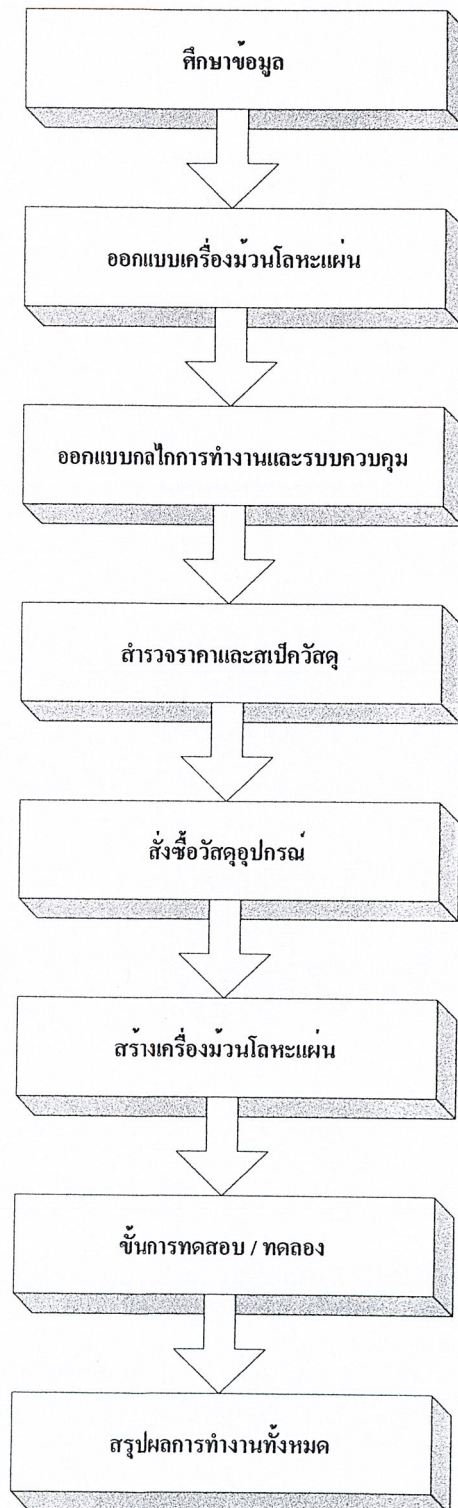 ศึกษาข้อมูล
ออกแบบเครื่องม้วนโลหะแผ่น
ออกแบบกลไกการทำงานและรบบควบคุม
สำรวจราคาและสเป็ควัสดุ
สั่งซื้อวัสดุอุปกรณ์
สร้างเครื่องม้วนโลหะแผ่น
ขั้นการทดสอบ / ทดลอง
สรุปผลการทำงานทั้งหมด